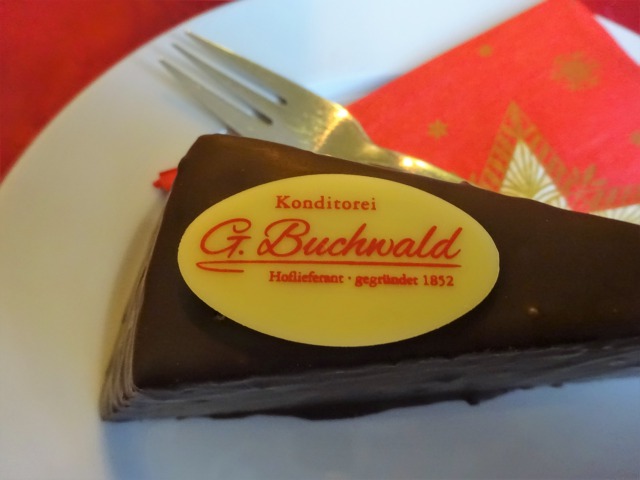 Konditorei
G. Buchwald
Hoflieferant · gegründet 1852